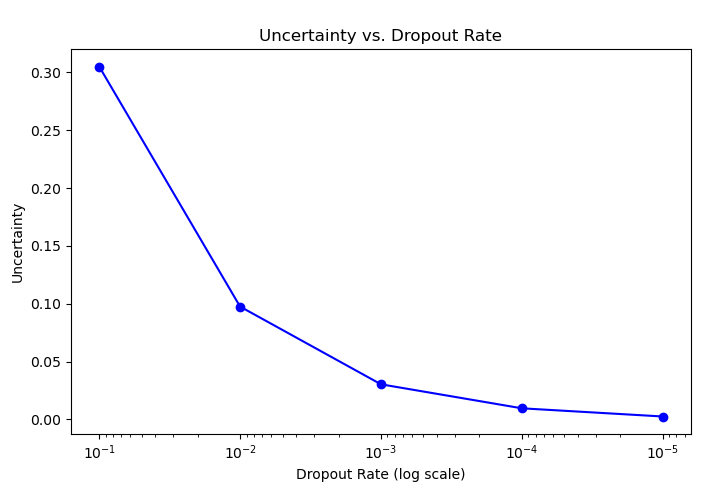 Uncertainty vs. Dropout Rate
Uncertainty
0.30
0.25
0.20
0.15
0.10
0.05
0.00
10⁻¹ 10⁻² 10⁻³ 10⁻⁴ 10⁻⁵
Dropout Rate (log scale)